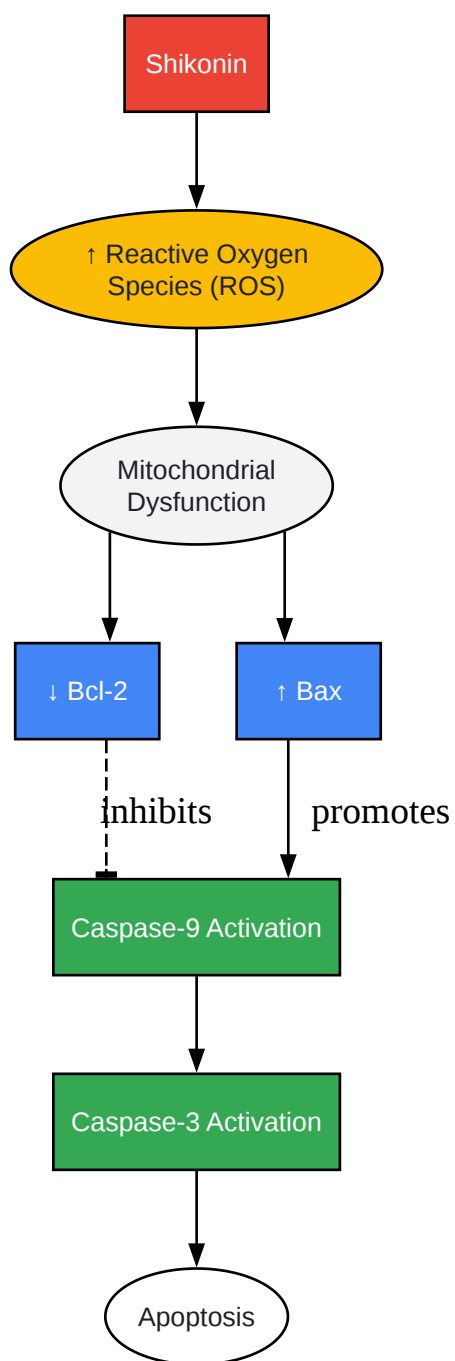 Shikonin
↑ Reactive Oxygen
Species (ROS)
Mitochondrial
Dysfunction
↓ Bcl-2
↑ Bax
inhibits
promotes
Caspase-9 Activation
Caspase-3 Activation
Apoptosis